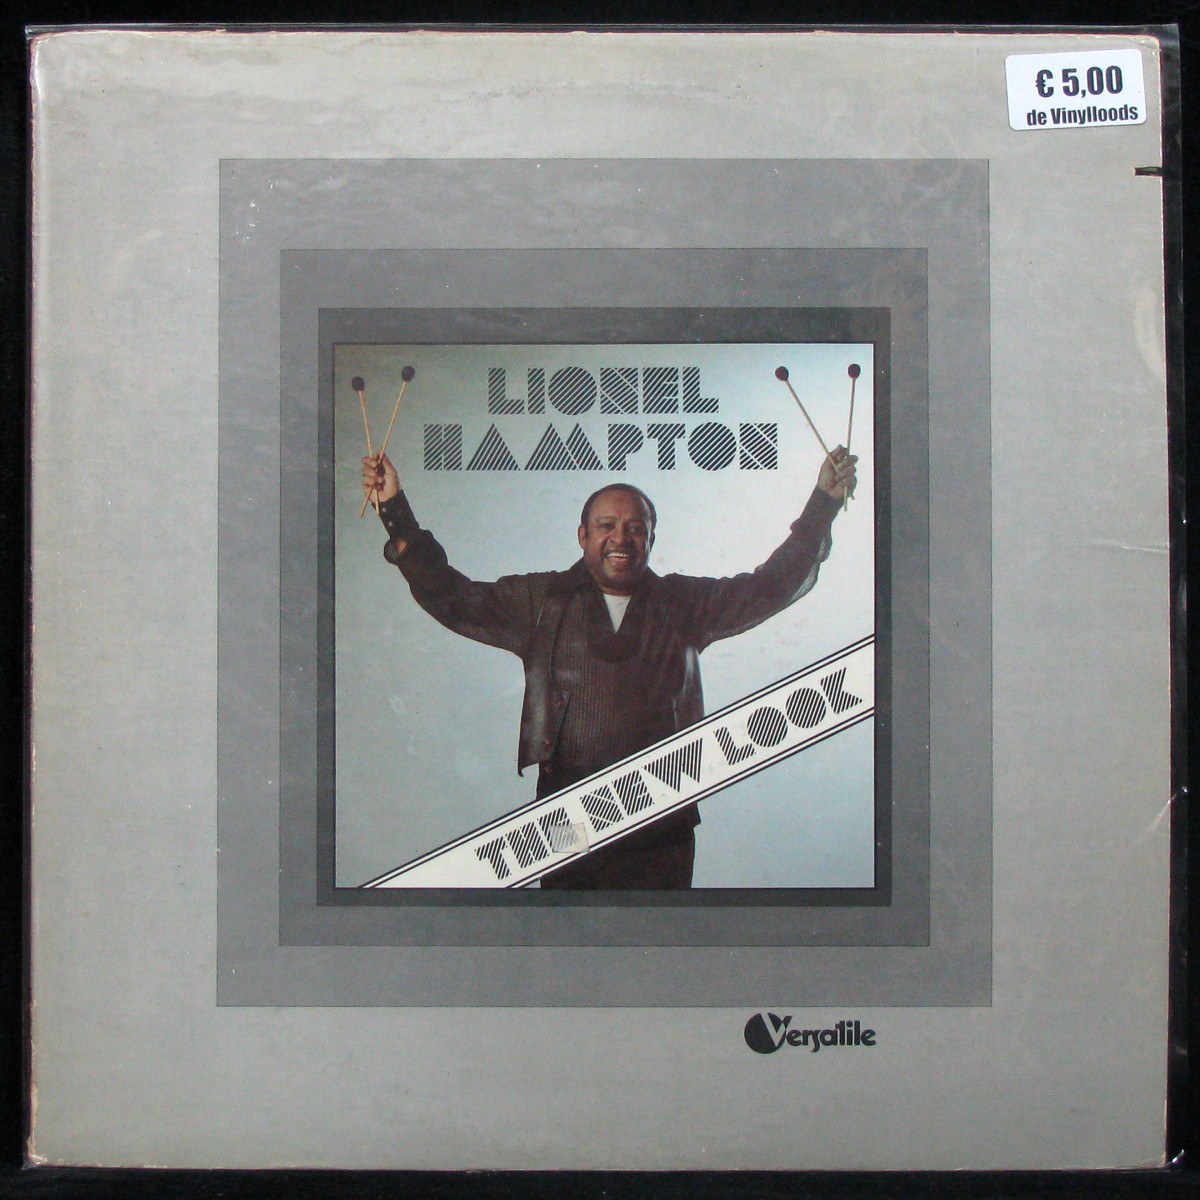 € 5,00
de Vinylloods
LIONEL
HAMPTON
THE NEW LOOK
Versatile